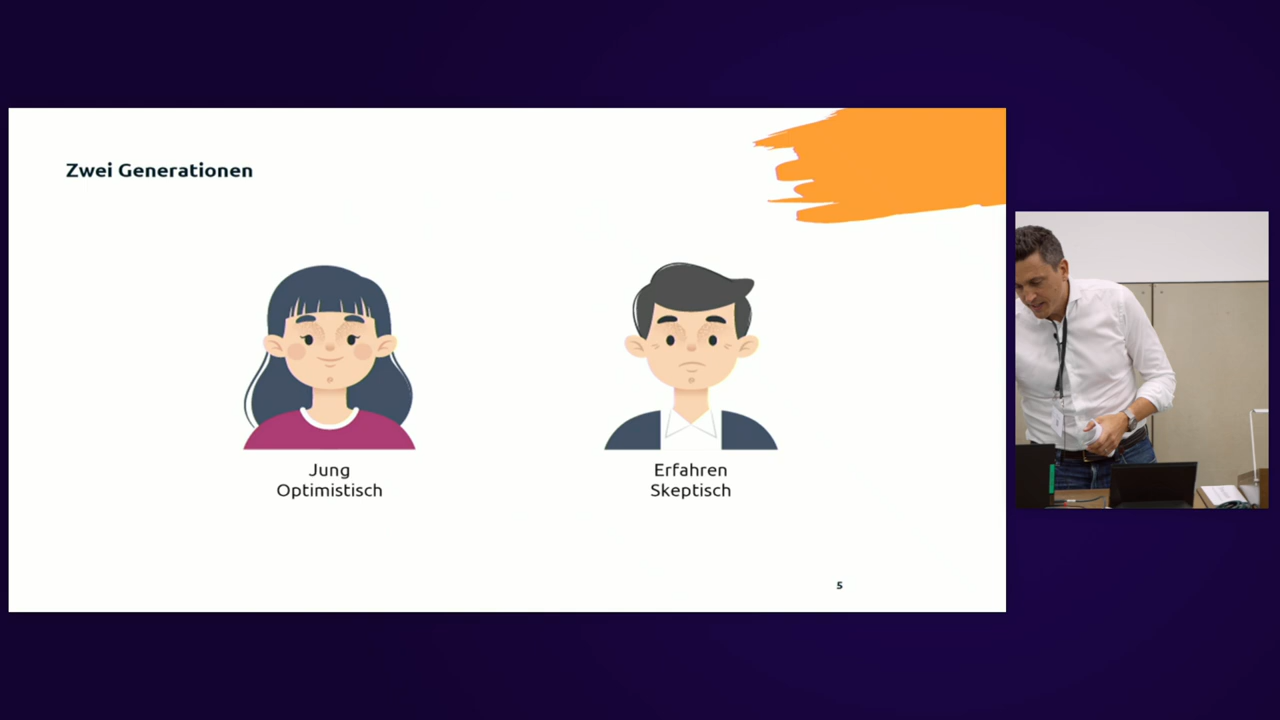 Zwei Generationen
Jung
Optimistisch
Erfahren
Skeptisch
5